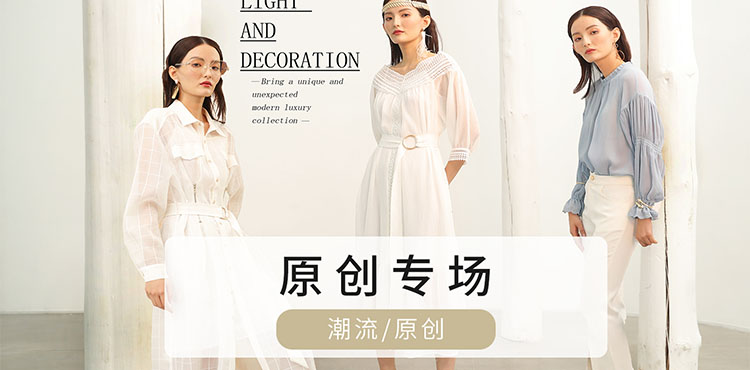 LIGHT
AND
DECORATION
—Bring a unique and
unexpected
modern luxury
collection —
原创专场
潮流/原创